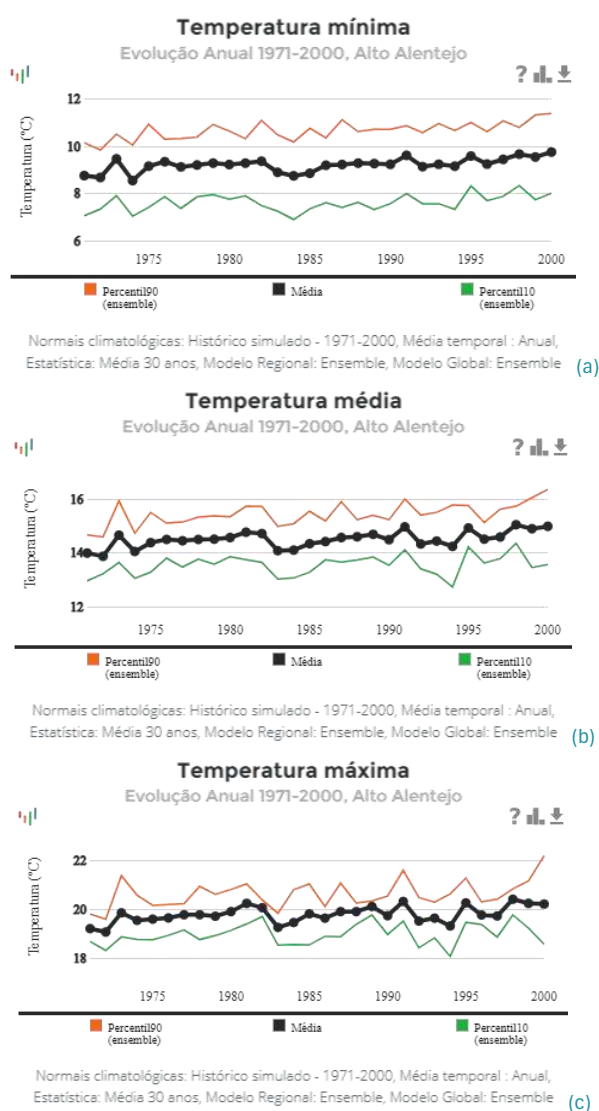 Temperatura mínima
Evolução Anual 1971-2000, Alto Alentejo
?
Temperatura (°C)
12
10
8
6
1975
1980
1985
1990
1995
2000
Percentil90
(ensemble)
Média
Percentil10
(ensemble)
Normais climatológicas: Histórico simulado - 1971-2000, Média temporal : Anual,
Estatística: Média 30 anos, Modelo Regional: Ensemble, Modelo Global: Ensemble (a)
Temperatura média
Evolução Anual 1971-2000, Alto Alentejo
?
Temperatura (°C)
16
14
12
1975
1980
1985
1990
1995
2000
Percentil90
(ensemble)
Média
Percentil10
(ensemble)
Normais climatológicas: Histórico simulado - 1971-2000, Média temporal : Anual,
Estatística: Média 30 anos, Modelo Regional: Ensemble, Modelo Global: Ensemble (b)
Temperatura máxima
Evolução Anual 1971-2000, Alto Alentejo
?
Temperatura (°C)
22
20
18
1975
1980
1985
1990
1995
2000
Percentil90
(ensemble)
Média
Percentil10
(ensemble)
Normais climatológicas: Histórico simulado - 1971-2000, Média temporal : Anual,
Estatística: Média 30 anos, Modelo Regional: Ensemble, Modelo Global: Ensemble (c)